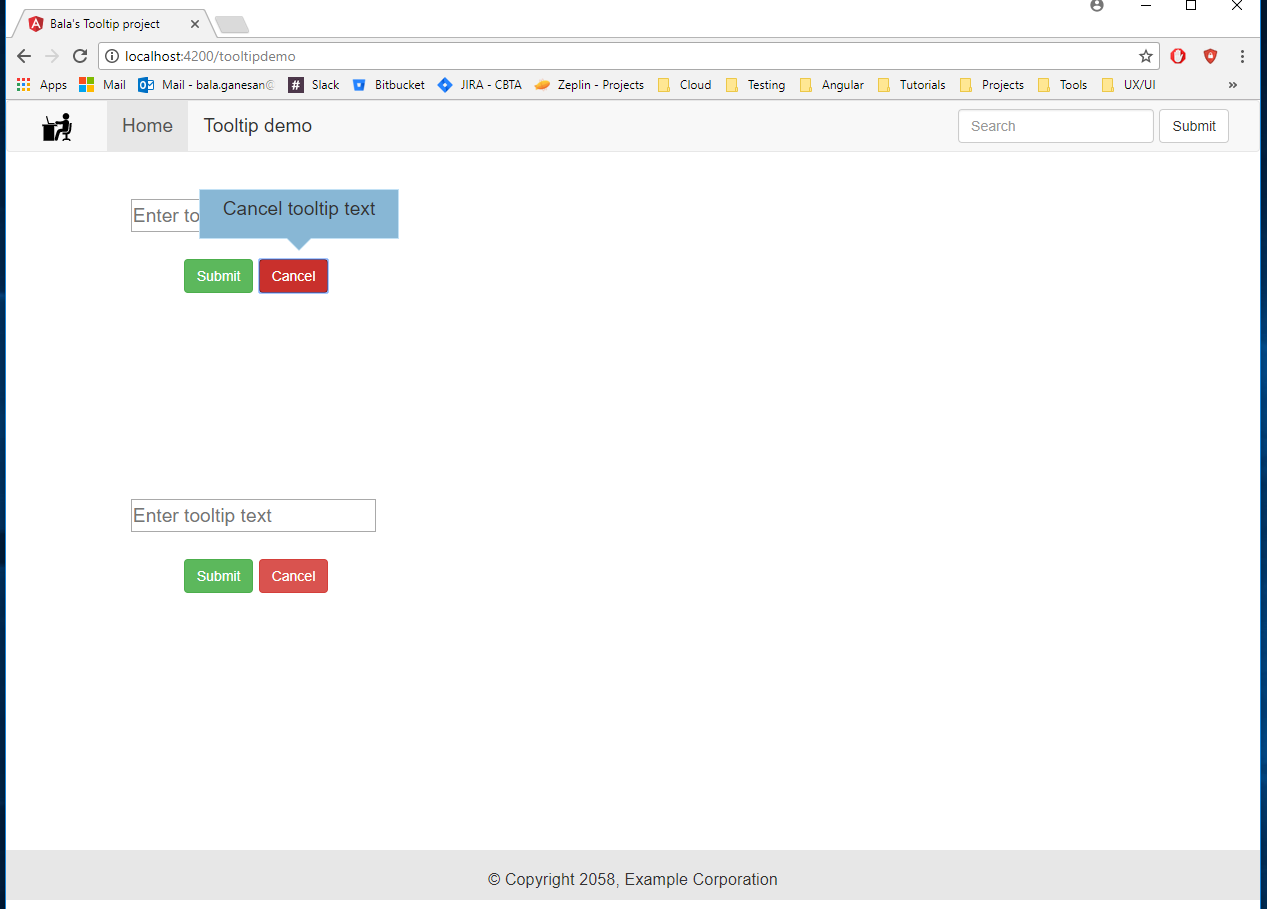 Bala's Tooltip project
localhost:4200/tooltipdemo
Apps Mail Mail - bala.ganesan@ # Slack Bitbucket JIRA - CBTA Zeplin - Projects Cloud Testing Angular Tutorials Projects Tools UX/UI »
Home Tooltip demo Search Submit
Cancel tooltip text
Enter to
Submit Cancel
Enter tooltip text
Submit Cancel
© Copyright 2058, Example Corporation